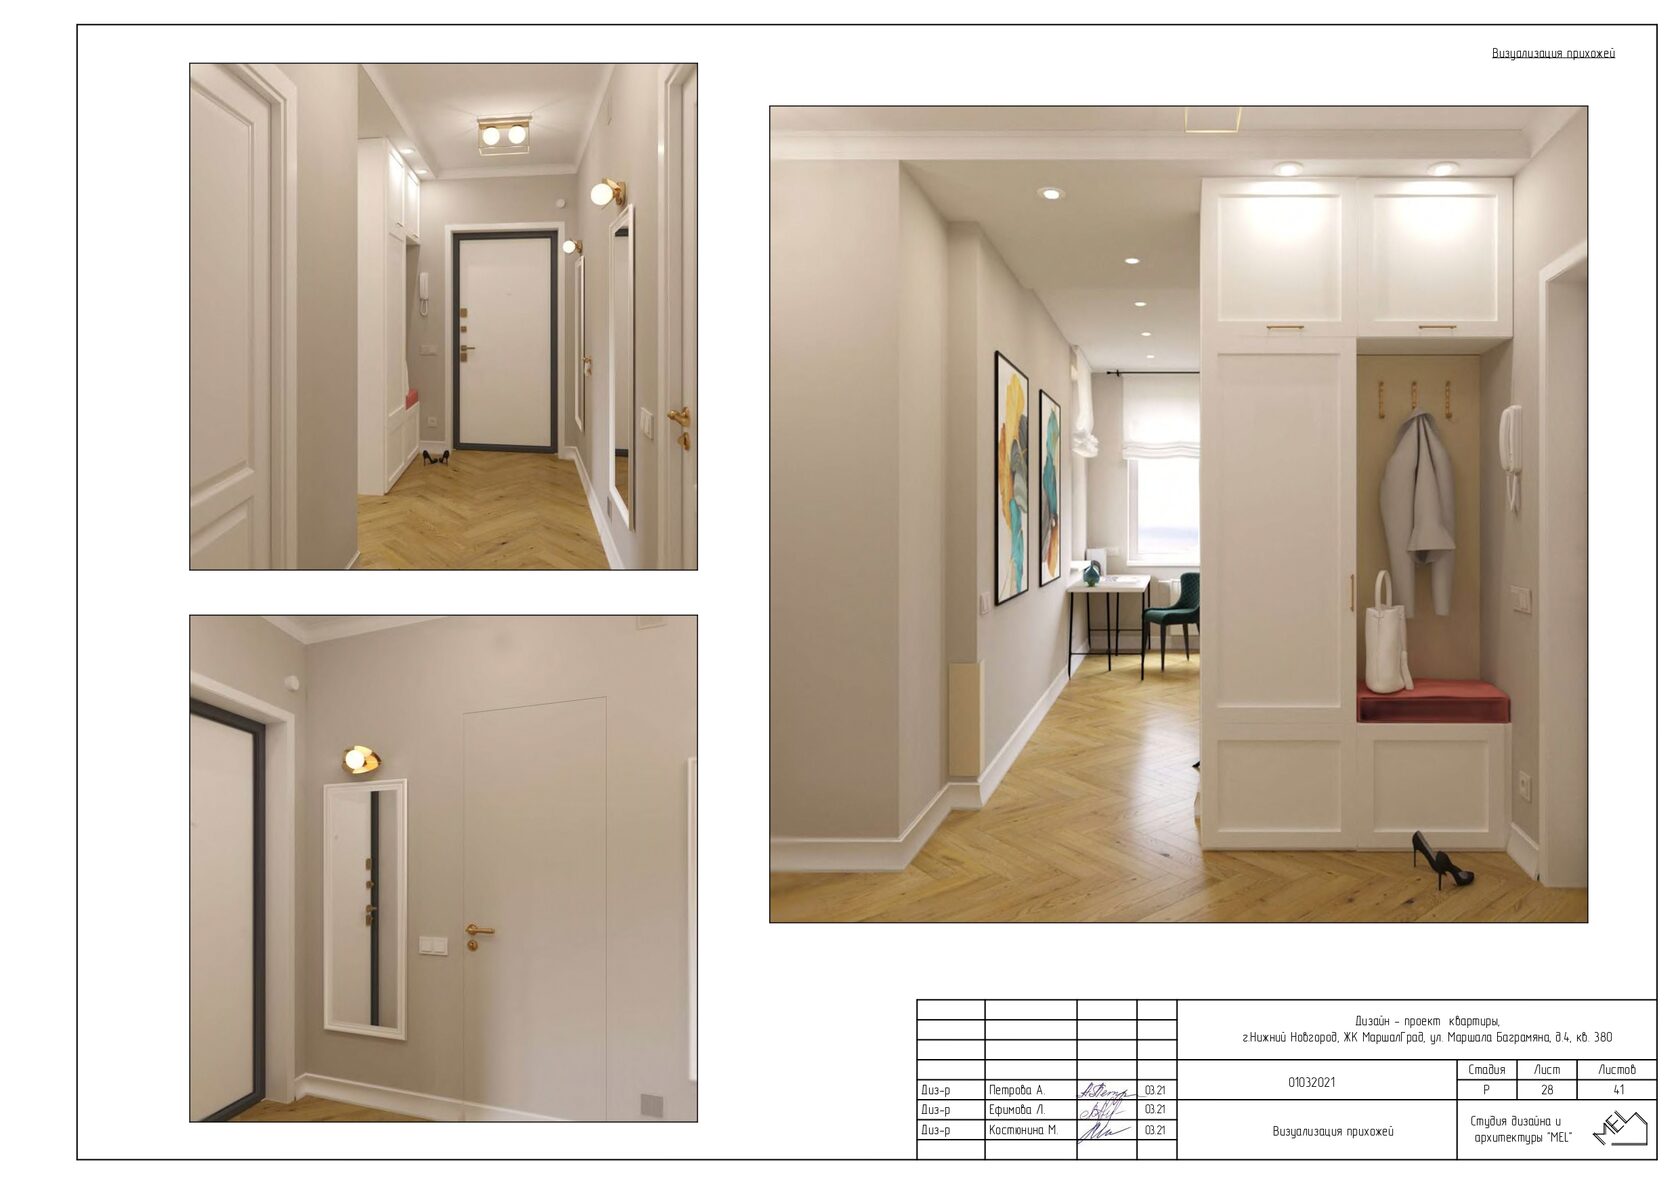 Визуализация прихожей
Дизайн - проект квартиры,
г.Нижний Новгород, ЖК МаршалГрад, ул. Маршала Баграмяна, д.4, кв. 380
01032021
Стадия Лист Листов
Р 28 41
Диз-р Петрова А. 03.21
Диз-р Ефимова Л. 03.21
Диз-р Костюнина М. 03.21
Визуализация прихожей
Студия дизайна и
архитектуры "MEL"
MEL